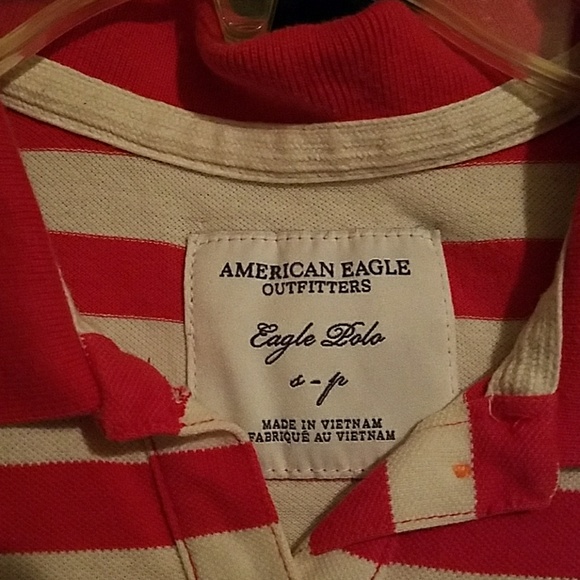 AMERICAN EAGLE
OUTFITTERS
Eagle Polo
s - p
MADE IN VIETNAM
FABRIQUÉ AU VIETNAM